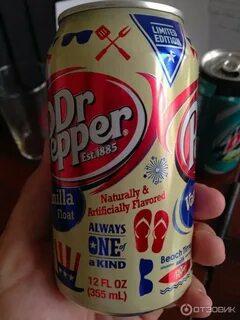 LIMITED
EDITION
Dr
Pepper
Est.1885
nilla
Float
Naturally &
Artificially Flavored
ALWAYS
ONE of
a KIND
Beach
12 FL OZ
(355 mL)
ОТЗОВИК